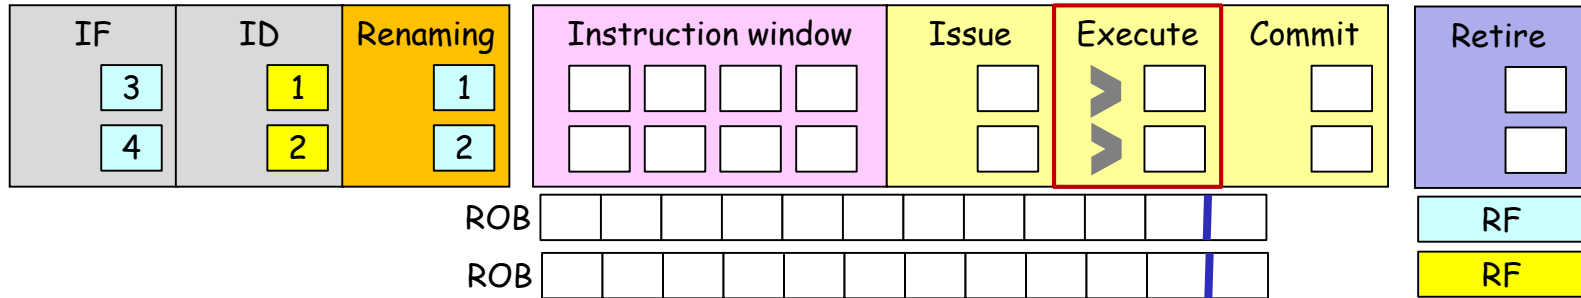 IF ID Renaming Instruction window Issue Execute Commit Retire
3 1 1
4 2 2
ROB RF
ROB RF